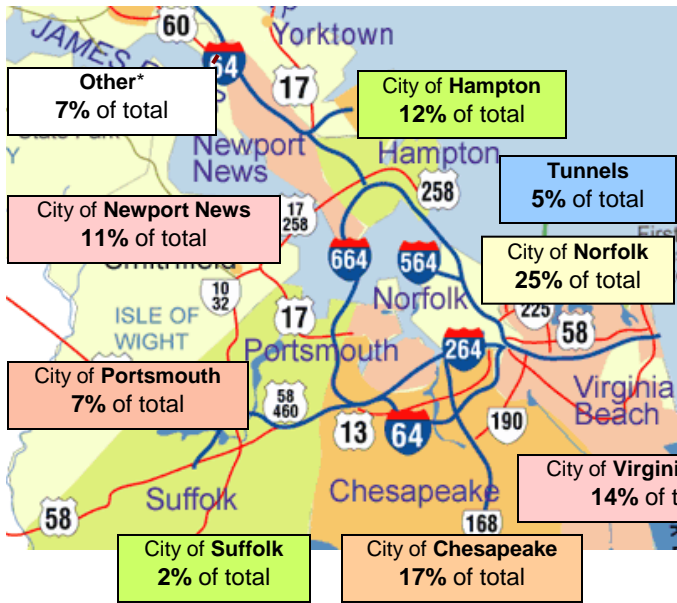 60
JAMES
Yorktown
64
17
Other*
7% of total
City of Hampton
12% of total
Newport
News
Hampton
258
Tunnels
5% of total
City of Newport News
11% of total
17
258
664
564
City of Norfolk
25% of total
10
32
Norfolk
225
ISLE OF
WIGHT
17
Portsmouth
264
58
City of Portsmouth
7% of total
58
460
13
64
190
Virginia
Beach
58
Suffolk
Chesapeake
168
City of
14% of
City of Suffolk
2% of total
City of Chesapeake
17% of total